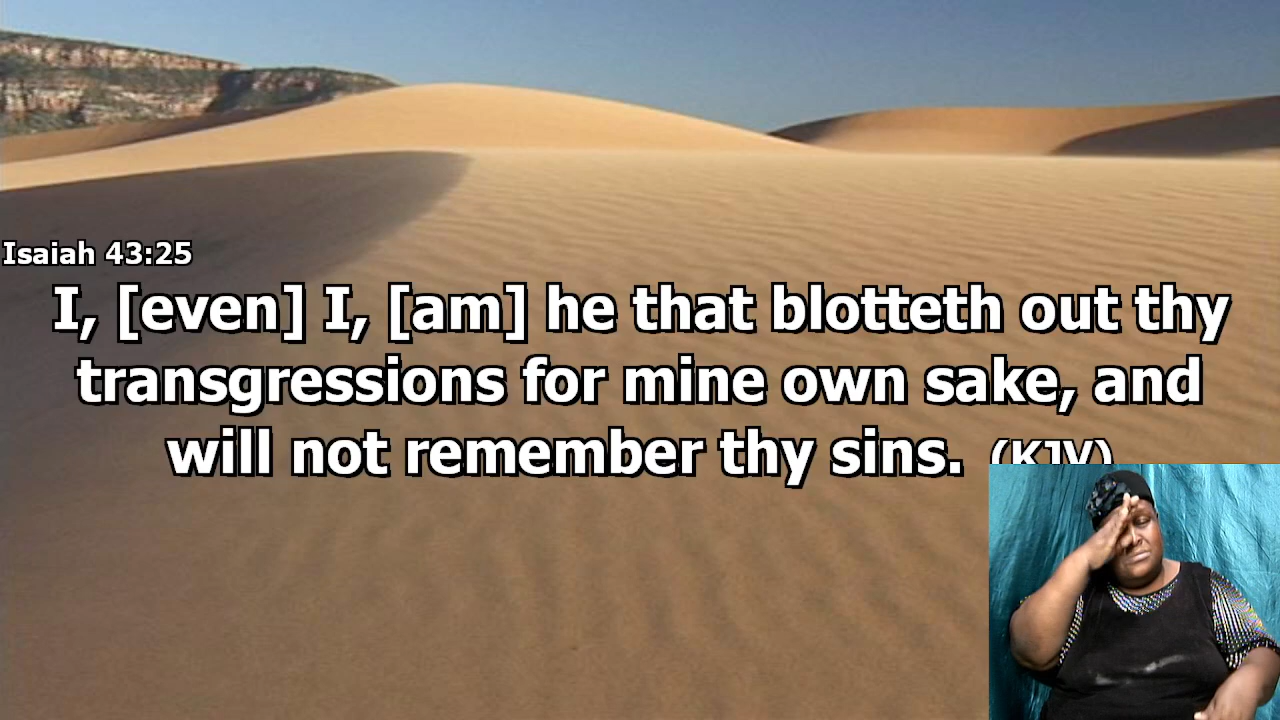 Isaiah 43:25
I, [even] I, [am] he that blotteth out thy
transgressions for mine own sake, and
will not remember thy sins. (KJV)